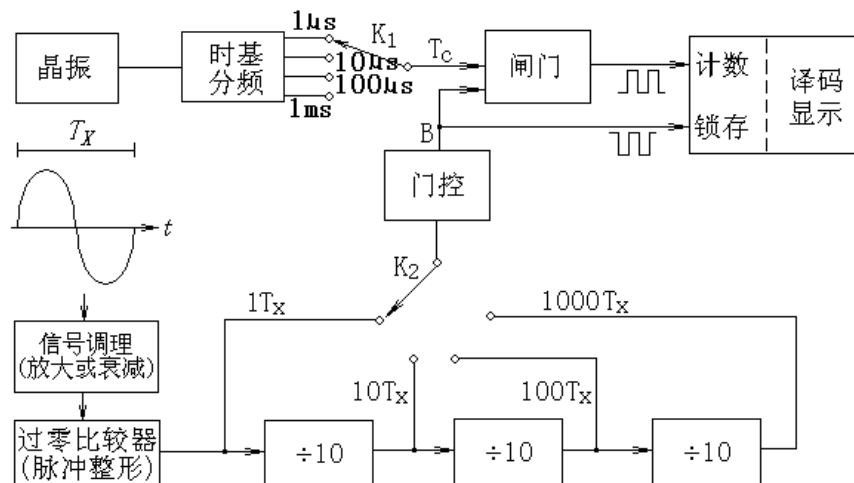 晶振
时基
分频
1μs
10μs
100μs
1ms
K1
Tc
闸门
计数
锁存
译码
显示
B
门控
TX
t
K2
1Tx
10Tx
100Tx
1000Tx
信号调理
(放大或衰减)
过零比较器
(脉冲整形)
÷10
÷10
÷10